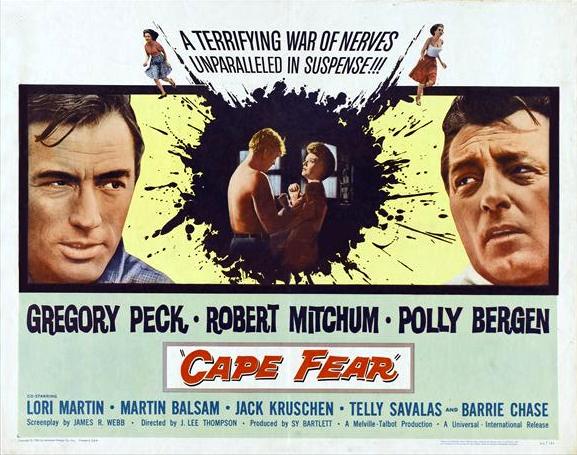 A TERRIFYING WAR OF NERVES
UNPARALLELED IN SUSPENSE!!!
GREGORY PECK · ROBERT MITCHUM · POLLY BERGEN
"CAPE FEAR"
CO-STARRING
LORI MARTIN · MARTIN BALSAM · JACK KRUSCHEN · TELLY SAVALAS AND BARRIE CHASE
Screenplay by JAMES R. WEBB · Directed by J. LEE THOMPSON · Produced by SY BARTLETT · A Melville-Talbot Production · A Universal-International Release